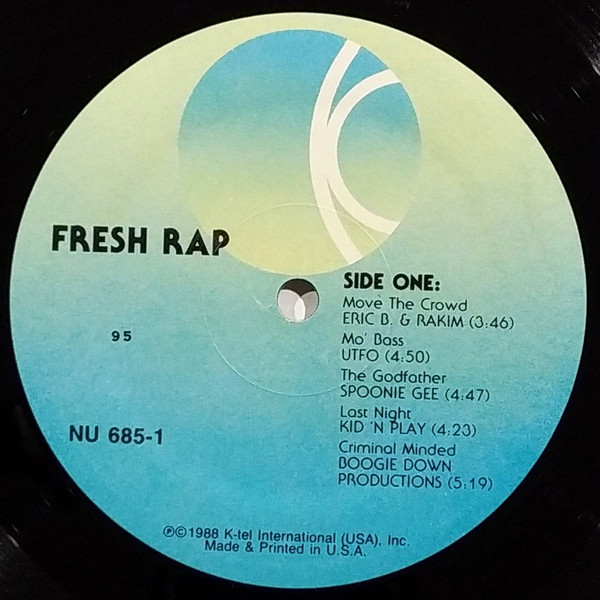 FRESH RAP
95
NU 685-1
SIDE ONE:
Move The Crowd
ERIC B. & RAKIM (3:46)
Mo' Bass
UTFO (4:50)
The Godfather
SPOONIE GEE (4:47)
Last Night
KID 'N PLAY (4:23)
Criminal Minded
BOOGIE DOWN
PRODUCTIONS (5:19)
℗©1988 K-tel International (USA), Inc.
Made & Printed in U.S.A.